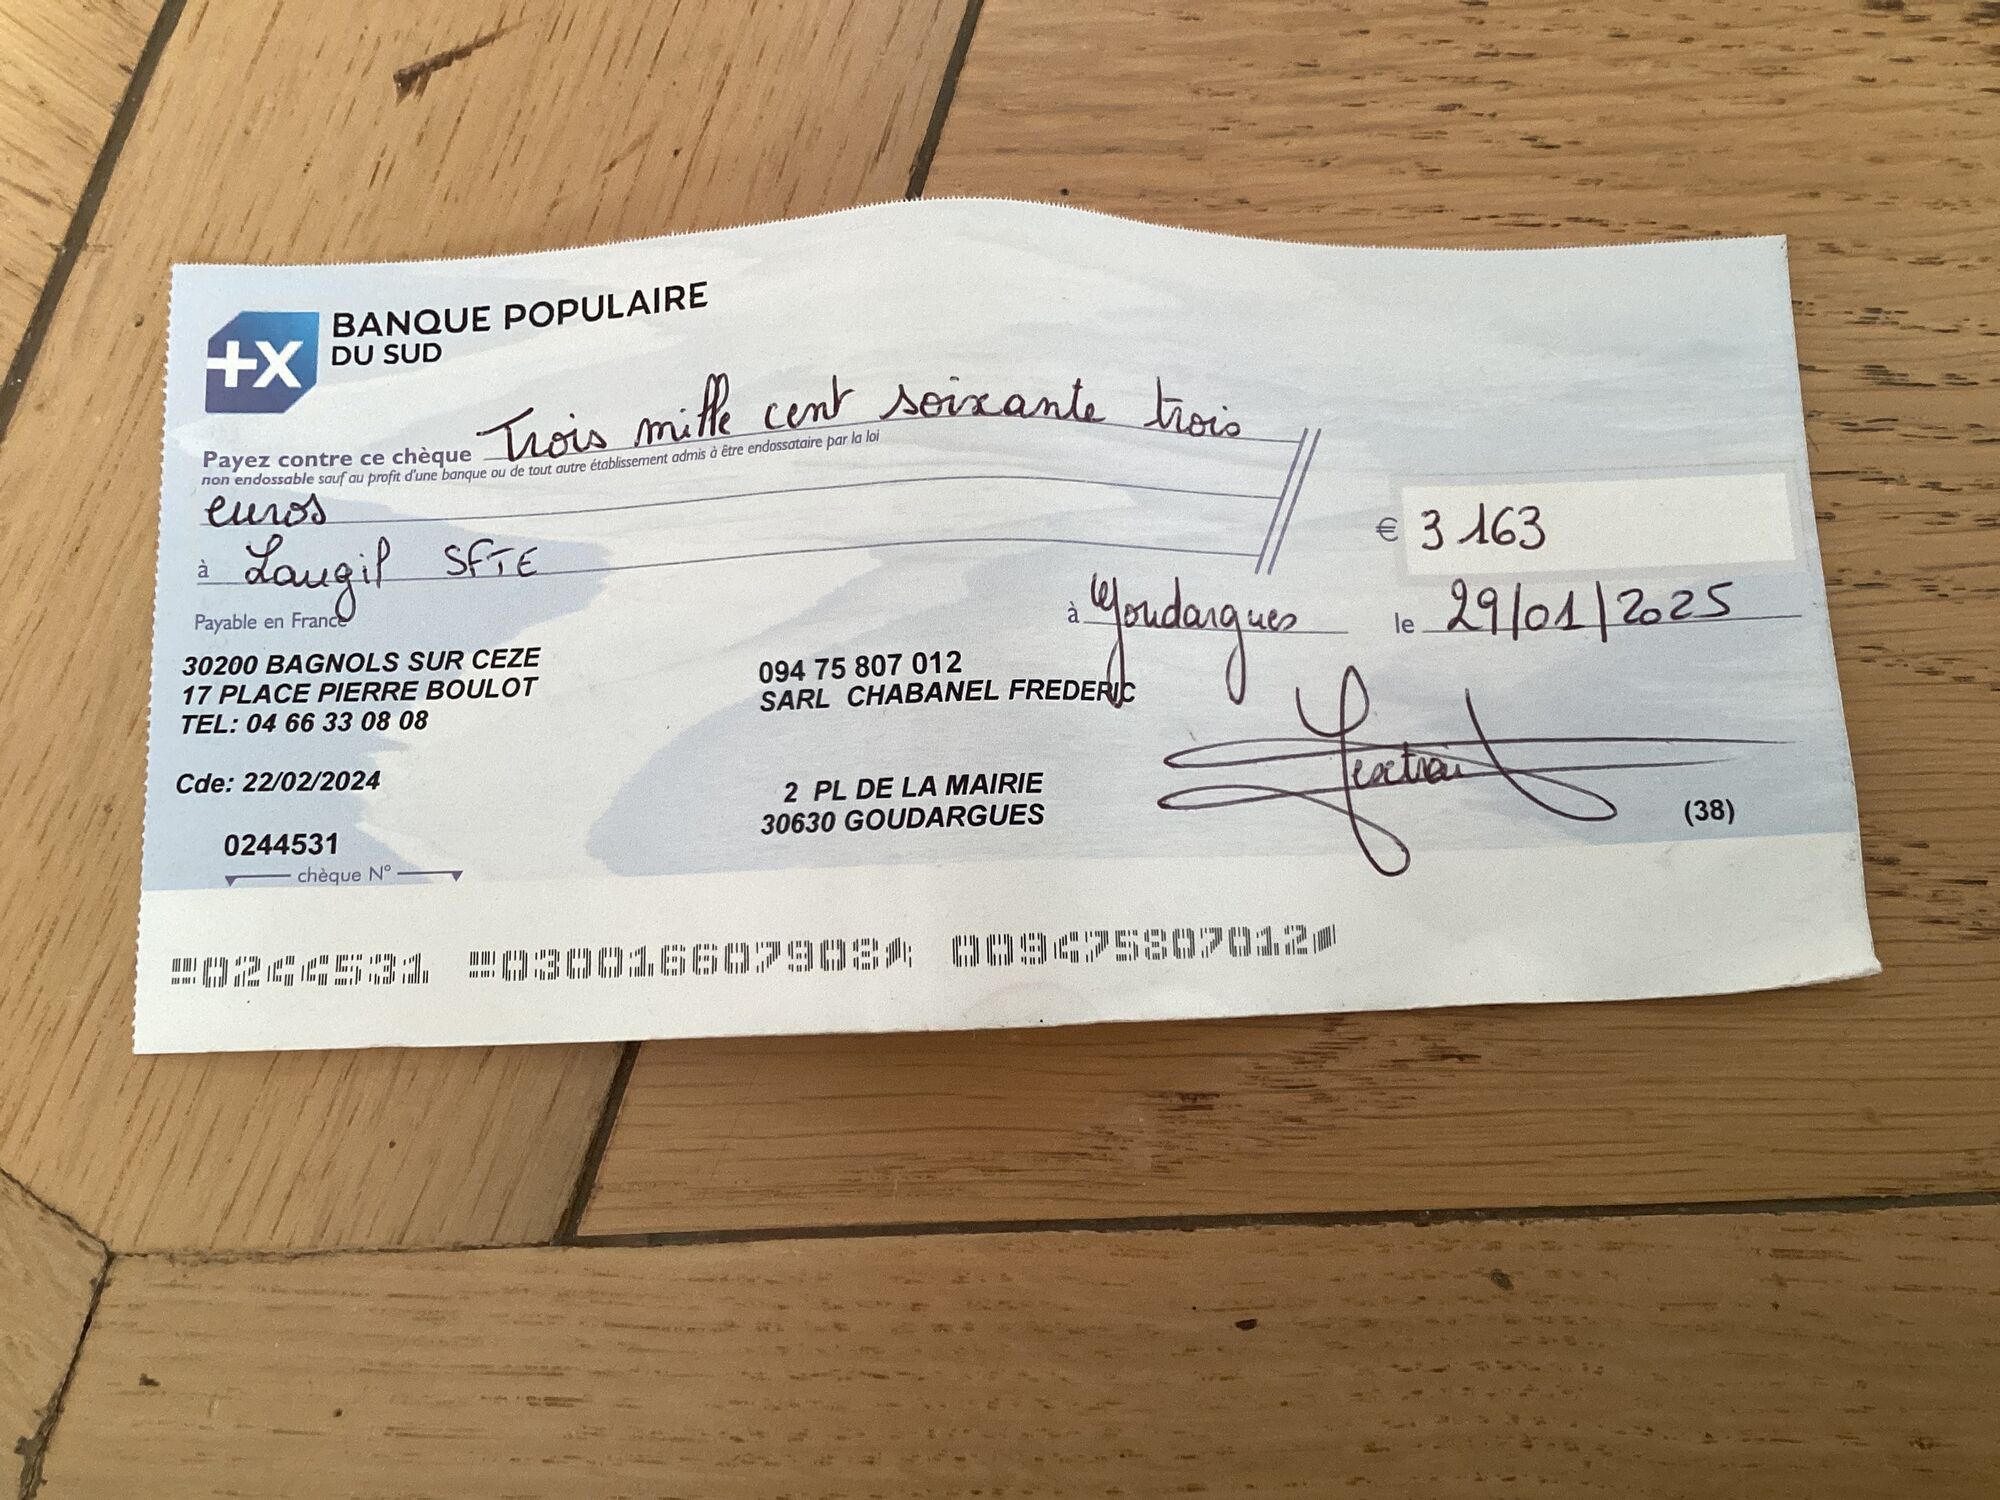 BANQUE POPULAIRE
DU SUD
Payez contre ce chèque Trois mille cent soixante trois
non endossable sauf au profit d'une banque ou de tout autre établissement admis à être endossataire par la loi
euros
€ 3 163
à Laugil SFTE
Payable en France
à Goudargues le 29/01/2025
30200 BAGNOLS SUR CEZE
17 PLACE PIERRE BOULOT
TEL: 04 66 33 08 08
094 75 807 012
SARL CHABANEL FREDERIC
Cde: 22/02/2024
2 PL DE LA MAIRIE
30630 GOUDARGUES
(38)
0244531
chèque N°
0244531 030016607908 009475807012